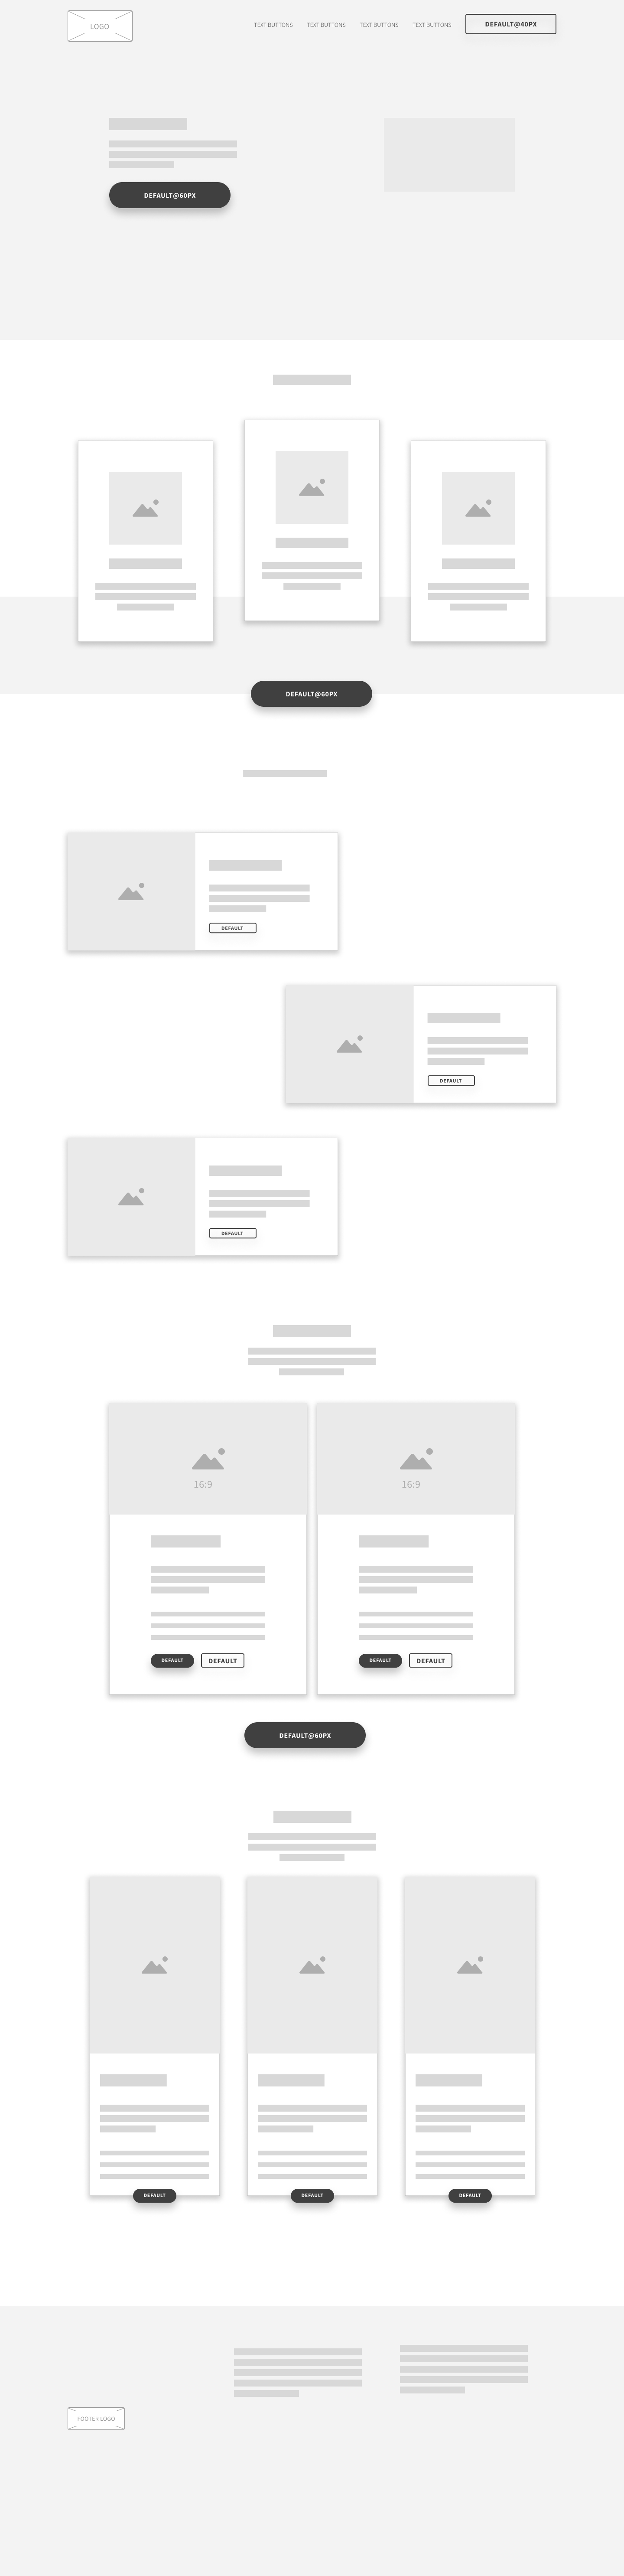 LOGO
TEXT BUTTONS TEXT BUTTONS TEXT BUTTONS TEXT BUTTONS DEFAULT@40PX
DEFAULT@60PX
DEFAULT@60PX
DEFAULT
DEFAULT
DEFAULT
16:9 16:9
DEFAULT DEFAULT DEFAULT DEFAULT
DEFAULT@60PX
DEFAULT DEFAULT DEFAULT
FOOTER LOGO